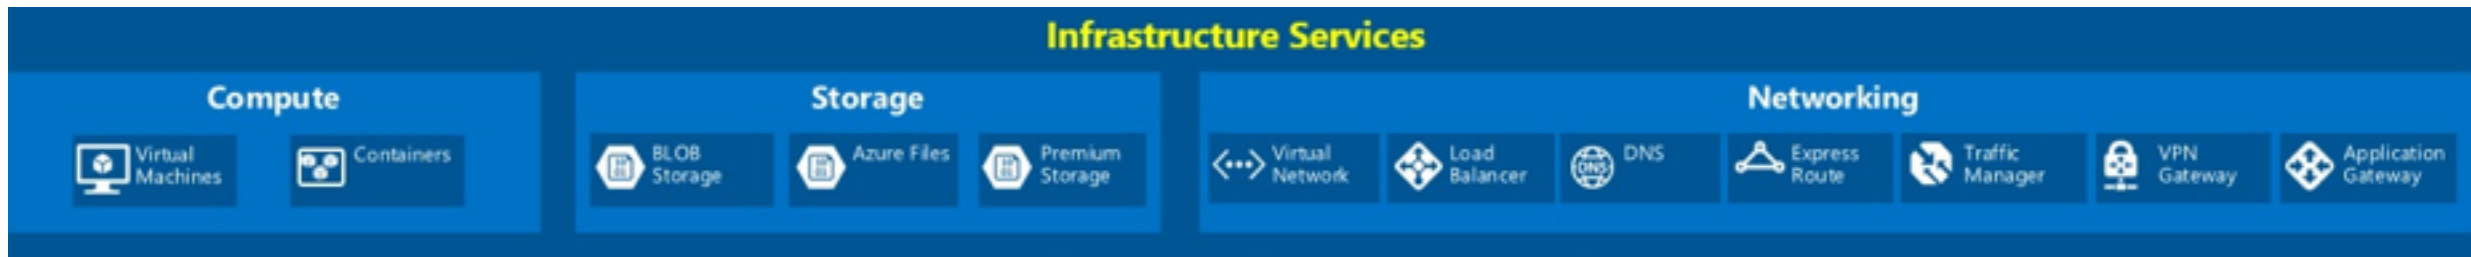 Infrastructure Services
Compute
Virtual
Machines
Containers
Storage
BLOB
Storage
Azure Files
Premium
Storage
Networking
Virtual
Network
Load
Balancer
DNS
DNS
Express
Route
Traffic
Manager
VPN
Gateway
Application
Gateway